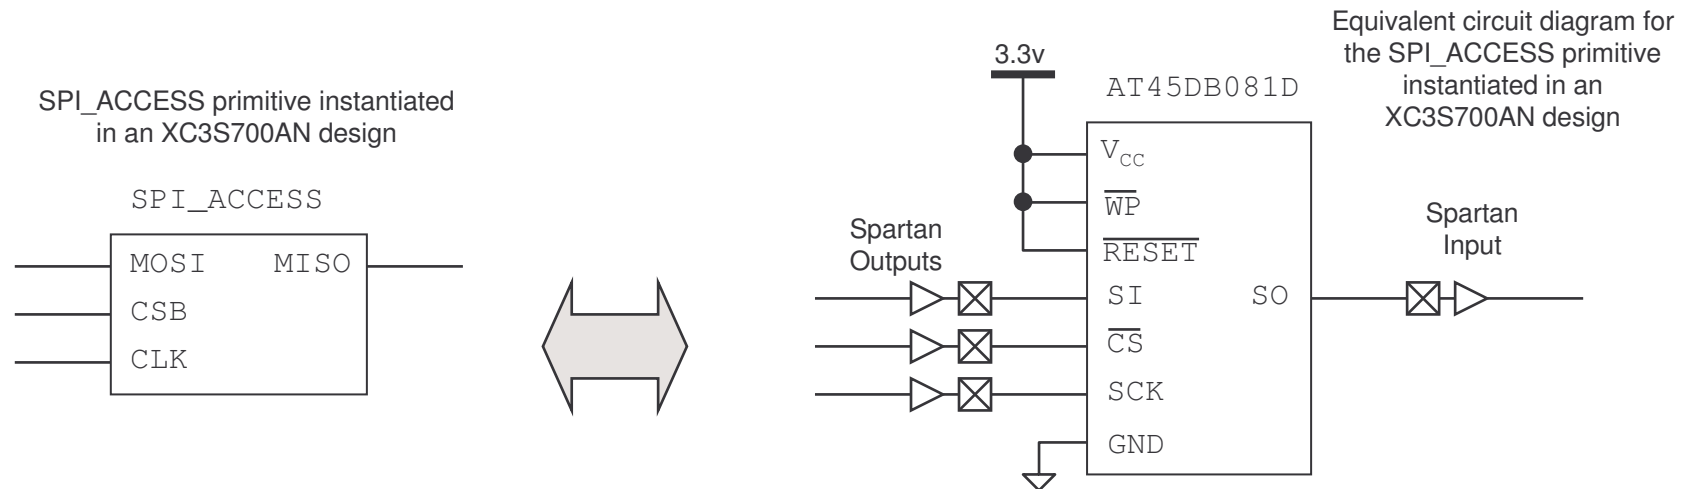 SPI_ACCESS primitive instantiated
in an XC3S700AN design
SPI_ACCESS
MOSI MISO
CSB
CLK
3.3v
AT45DB081D
Equivalent circuit diagram for
the SPI_ACCESS primitive
instantiated in an
XC3S700AN design
VCC
WP
RESET
Spartan
Outputs
SI SO
CS
SCK
GND
Spartan
Input